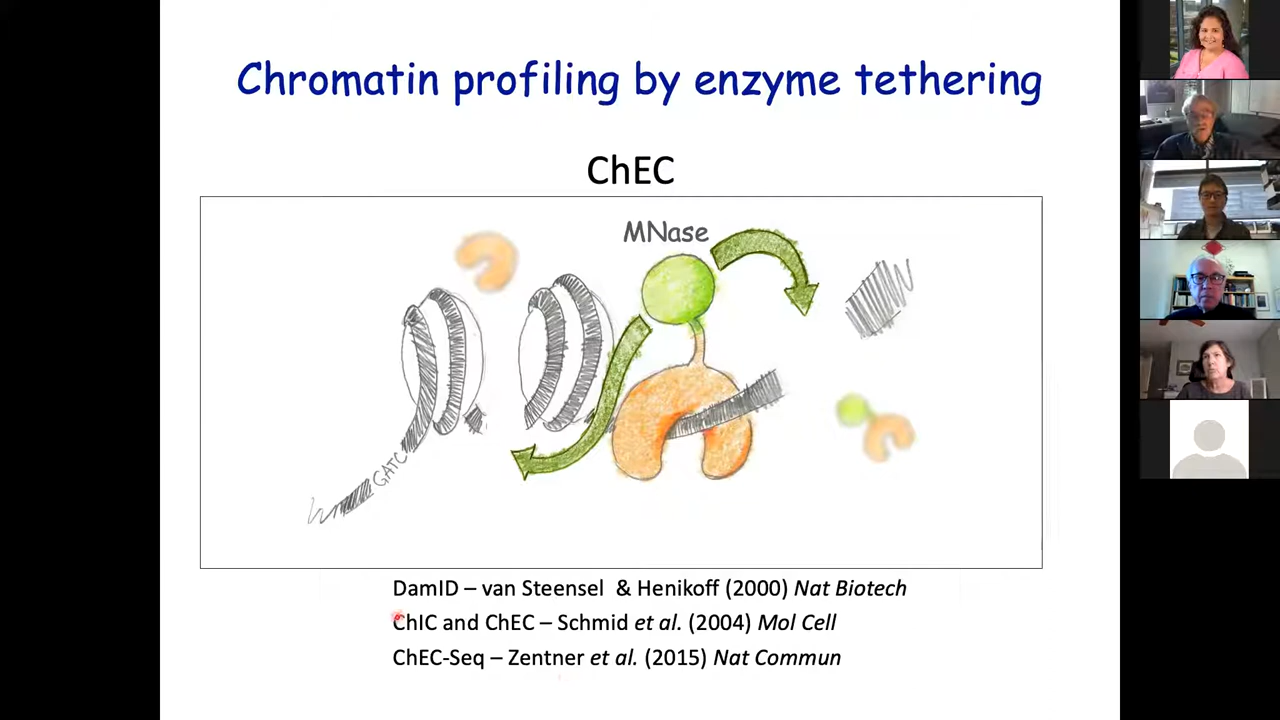 Chromatin profiling by enzyme tethering
ChEC
MNase
GATC
DamID – van Steensel & Henikoff (2000) Nat Biotech
ChIC and ChEC – Schmid et al. (2004) Mol Cell
ChEC-Seq – Zentner et al. (2015) Nat Commun